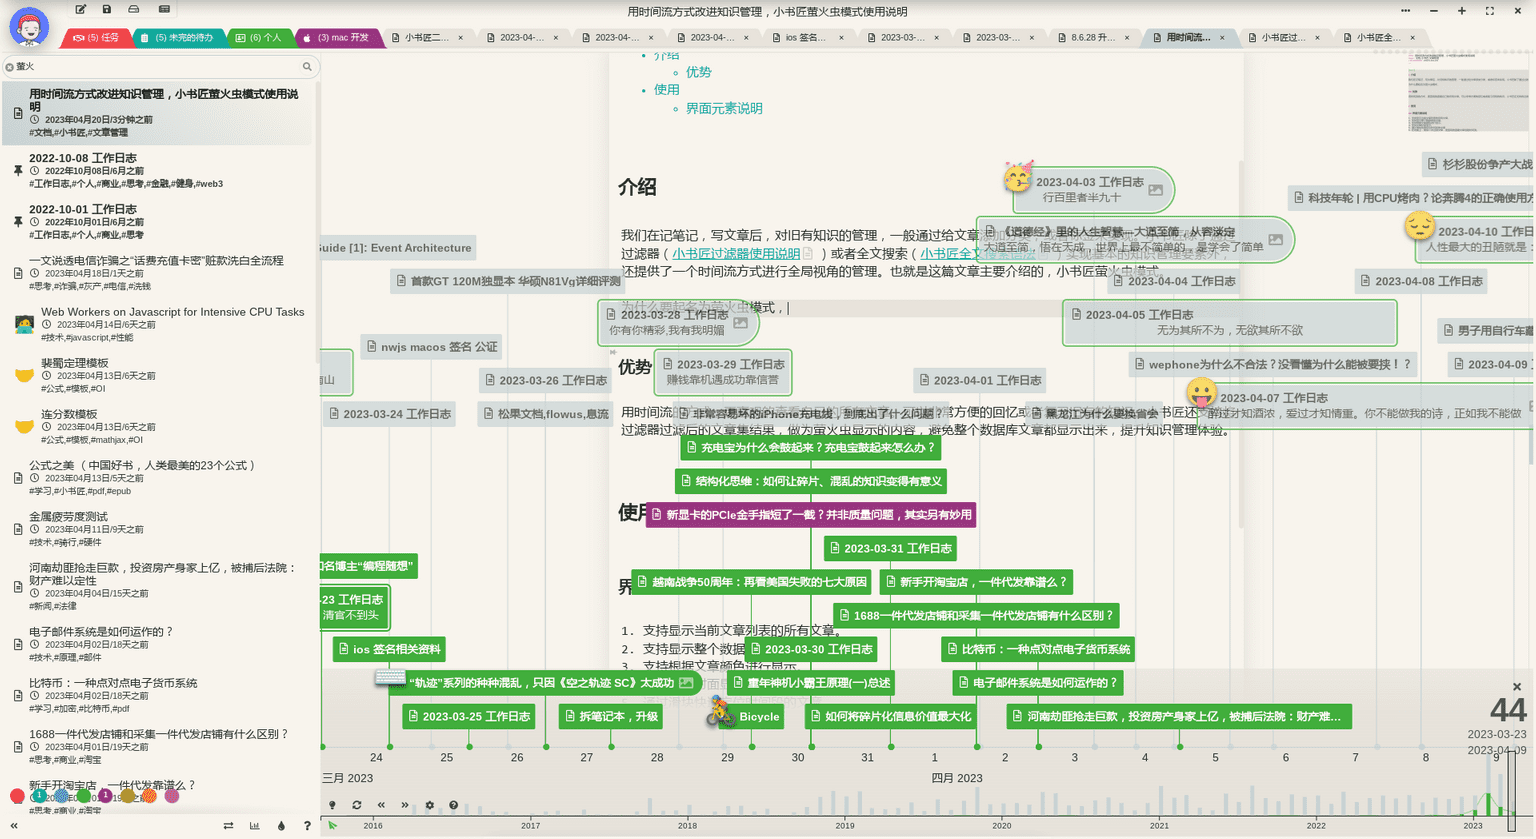 用时间流方式改进知识管理，小书匠萤火虫模式使用说明
(5) 任务
(5) 未完的待办
(6) 个人
(3) mac 开发
小书匠二...
2023-04-...
2023-04-...
2023-04-...
ios 签名...
2023-03-...
2023-03-...
8.6.28 升...
用时间流...
小书匠过...
小书匠全...
萤火
用时间流方式改进知识管理，小书匠萤火虫模式使用说
明
2023年04月20日/3分钟之前
#文档,#小书匠,#文章管理
2022-10-08 工作日志
2022年10月08日/6月之前
#工作日志,#个人,#商业,#思考,#金融,#健身,#web3
2022-10-01 工作日志
2022年10月01日/6月之前
#工作日志,#个人,#商业,#思考
一文说透电信诈骗之“话费充值卡密”赃款洗白全流程
2023年04月18日/1天之前
#思考,#诈骗,#灰产,#电信,#洗钱
Web Workers on Javascript for Intensive CPU Tasks
2023年04月14日/6天之前
#技术,#javascript,#性能
裴蜀定理模板
2023年04月13日/6天之前
#公式,#模板,#OI
连分数模板
2023年04月13日/6天之前
#公式,#模板,#mathjax,#OI
公式之美（中国好书，人类最美的23个公式）
2023年04月13日/5天之前
#学习,#小书匠,#pdf,#epub
金属疲劳度测试
2023年04月11日/9天之前
#技术,#骑行,#硬件
河南劫匪抢走巨款，投资房产身家上亿，被捕后法院：
财产难以定性
2023年04月04日/15天之前
#新闻,#法律
电子邮件系统是如何运作的？
2023年04月02日/18天之前
#技术,#原理,#邮件
比特币：一种点对点电子货币系统
2023年04月02日/18天之前
#学习,#加密,#比特币,#pdf
1688一件代发店铺和采集一件代发店铺有什么区别？
2023年04月01日/19天之前
#思考,#商业,#淘宝
新手开淘宝店，一件代发靠谱么？
#思考,#商业,#淘宝
介绍
优势
使用
界面元素说明
介绍
我们在记笔记，写文章后，对旧有知识的管理，一般通过给文章
过滤器（小书匠过滤器使用说明）或者全文搜索（小书匠全文搜索语法）实现基本的知识管理要素外，
还提供了一个时间流方式进行全局视角的管理。也就是这篇文章主要介绍的，小书匠萤火虫模式。
为什么要起名为萤火虫模式，
优势
过滤器过滤后的文章集结果，做为萤火虫显示的内容，避免整个数据库文章都显示出来，提升知识管理体验。
1. 支持显示当前文章列表的所有文章。
2. 支持显示整个数据
3. 支持根据文章颜色进行显示
2023-04-03 工作日志
行百里者半九十
《道德经》里的人生智慧—大道至简，从容淡定
大道至简，悟在天成，世界上最不简单的，是学会了简单
杉杉股份争产大战
科技年轮 | 用CPU烤肉？论奔腾4的正确使用方
2023-04-10 工作日
人性最大的丑陋就是：
Guide [1]: Event Architecture
首款GT 120M独显本 华硕N81Vg详细评测
2023-04-04 工作日志
2023-04-08 工作日志
2023-03-28 工作日志
你有你精彩,我有我明媚
2023-04-05 工作日志
无为其所不为，无欲其所不欲
男子用自行车藏
nwjs macos 签名 公证
2023-03-29 工作日志
赚钱靠机遇成功靠信誉
wephone为什么不合法？没看懂为什么能被要挟！？
2023-04-09
2023-03-26 工作日志
2023-04-01 工作日志
2023-04-07 工作日志
醉过才知酒浓，爱过才知情重。你不能做我的诗，正如我不能做
2023-03-24 工作日志
松果文档,flowus,息流
非常容易坏的iPhone充电线，到底出了什么问题？
黑龙江为什么要换省会
充电宝为什么会鼓起来？充电宝鼓起来怎么办？
结构化思维：如何让碎片、混乱的知识变得有意义
新显卡的PCIe金手指短了一截？并非质量问题，其实另有妙用
2023-03-31 工作日志
知名博主“编程随想”
越南战争50周年：再看美国失败的七大原因
新手开淘宝店，一件代发靠谱么？
-23 工作日志
清官不到头
1688一件代发店铺和采集一件代发店铺有什么区别？
ios 签名相关资料
2023-03-30 工作日志
比特币：一种点对点电子货币系统
“轨迹”系列的种种混乱，只因《空之轨迹 SC》太成功
童年神机小霸王原理(一)总述
电子邮件系统是如何运作的？
2023-03-25 工作日志
拆笔记本，升级
Bicycle
如何将碎片化信息价值最大化
河南劫匪抢走巨款，投资房产身家上亿，被捕后法院：财产难...
44
2023-03-23
2023-04-09
24 25 26 27 28 29 30 31 1 2 3 4 5 6 7 8 9
三月 2023
四月 2023
2016 2017 2018 2019 2020 2021 2022 2023